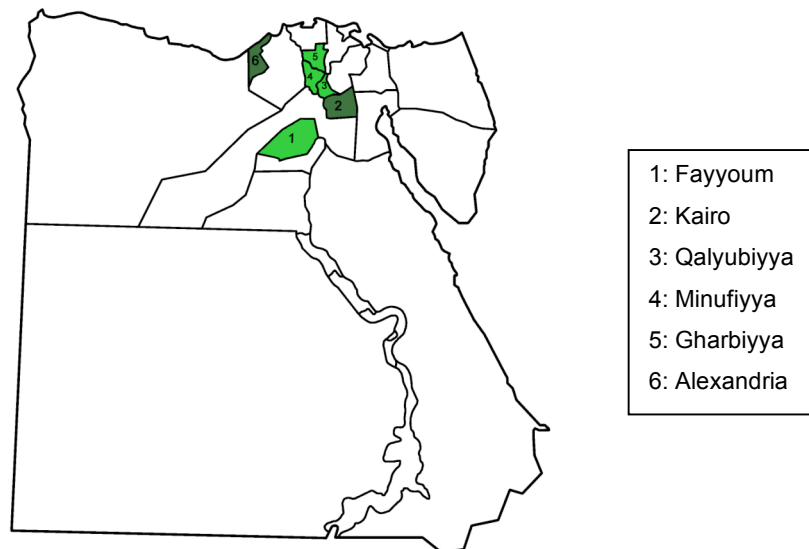 6
5
4
3
2
1
1: Fayyoum
2: Kairo
3: Qalyubiyya
4: Minufiyya
5: Gharbiyya
6: Alexandria